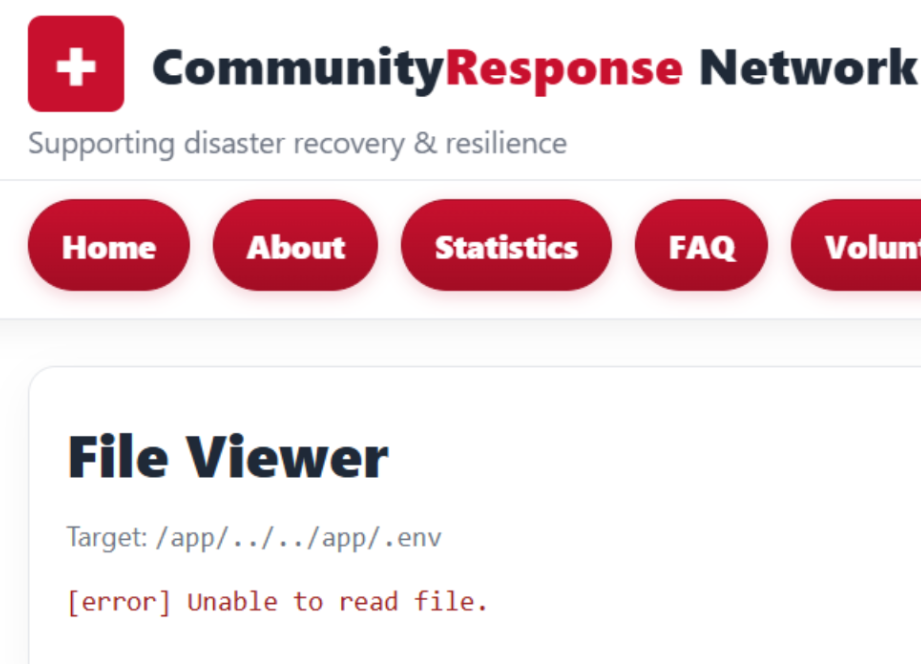 CommunityResponse Network
Supporting disaster recovery & resilience
Home About Statistics FAQ
File Viewer
Target: /app/../../app/.env
[error] Unable to read file.